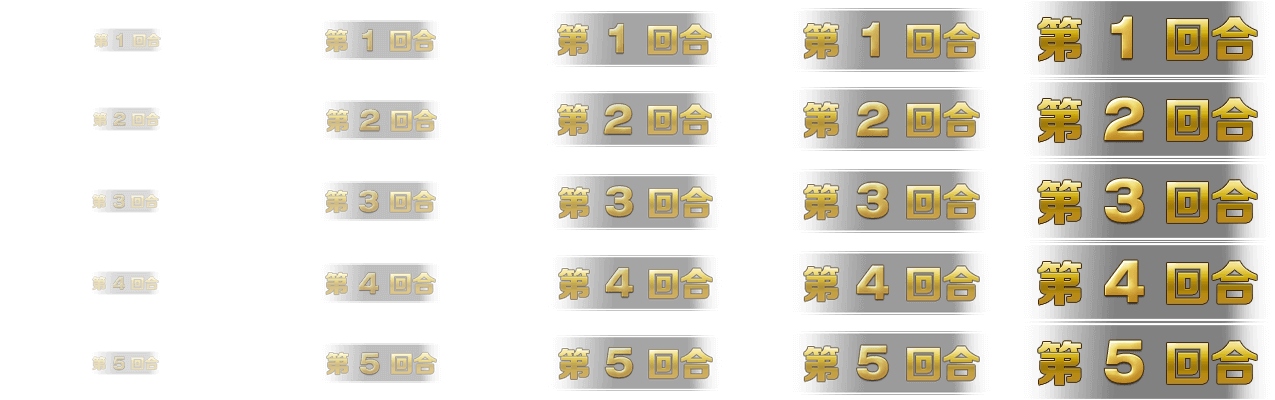 第 1 回合 第 1 回合 第 1 回合 第 1 回合 第 1 回合
第 2 回合 第 2 回合 第 2 回合 第 2 回合 第 2 回合
第 3 回合 第 3 回合 第 3 回合 第 3 回合 第 3 回合
第 4 回合 第 4 回合 第 4 回合 第 4 回合 第 4 回合
第 5 回合 第 5 回合 第 5 回合 第 5 回合 第 5 回合